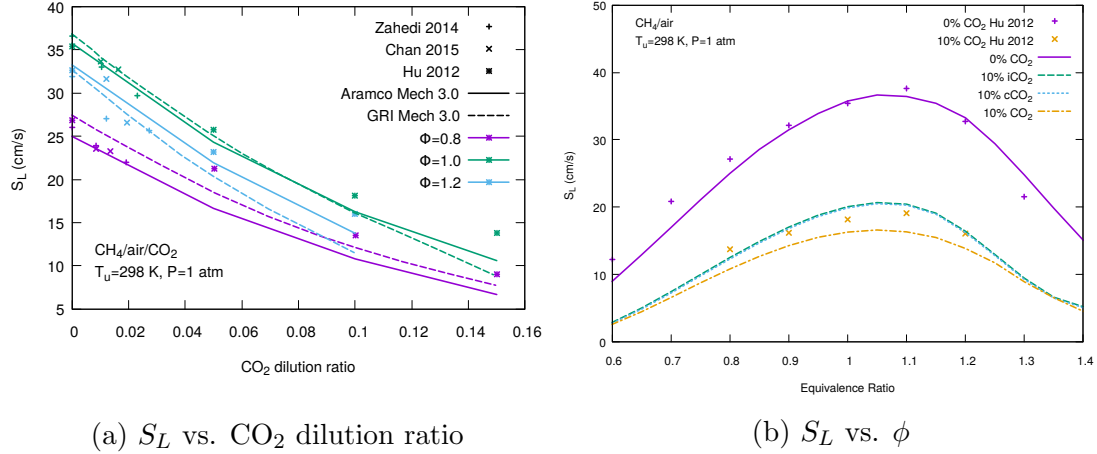 40
35
30
25
20
15
10
5
0
0.02
0.04
0.06
0.08
0.1
0.12
0.14
0.16
S_L (cm/s)
CO₂ dilution ratio
Zahedi 2014
Chan 2015
Hu 2012
Aramco Mech 3.0
GRI Mech 3.0
Φ=0.8
Φ=1.0
Φ=1.2
CH₄/air/CO₂
T_u=298 K, P=1 atm
(a) S_L vs. CO₂ dilution ratio
50
40
30
20
10
0
0.6
0.7
0.8
0.9
1
1.1
1.2
1.3
1.4
S_L (cm/s)
Equivalence Ratio
CH₄/air
T_u=298 K, P=1 atm
0% CO₂ Hu 2012
10% CO₂ Hu 2012
0% CO₂
10% iCO₂
10% cCO₂
10% CO₂
(b) S_L vs. ϕ